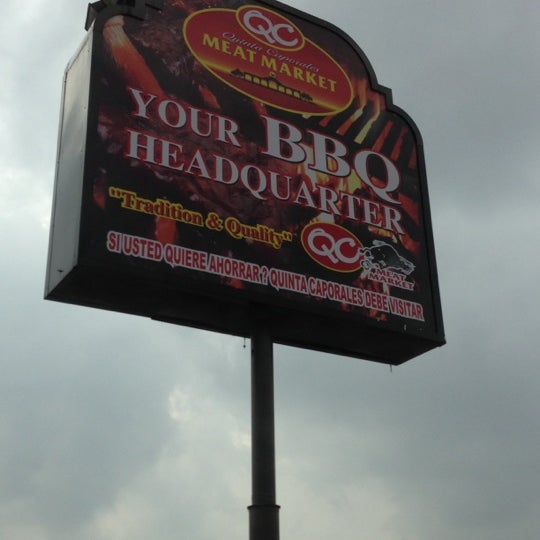 QC
Quinta Caporales
MEAT MARKET
YOUR BBQ
HEADQUARTER
"Tradition & Quality"
QC
MEAT
MARKET
SI USTED QUIERE AHORRAR? QUINTA CAPORALES DEBE VISITAR